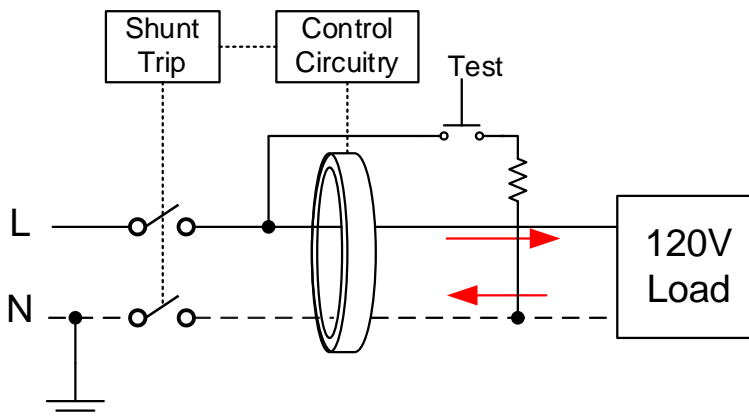 Shunt
Trip
Control
Circuitry
Test
L
120V
Load
N